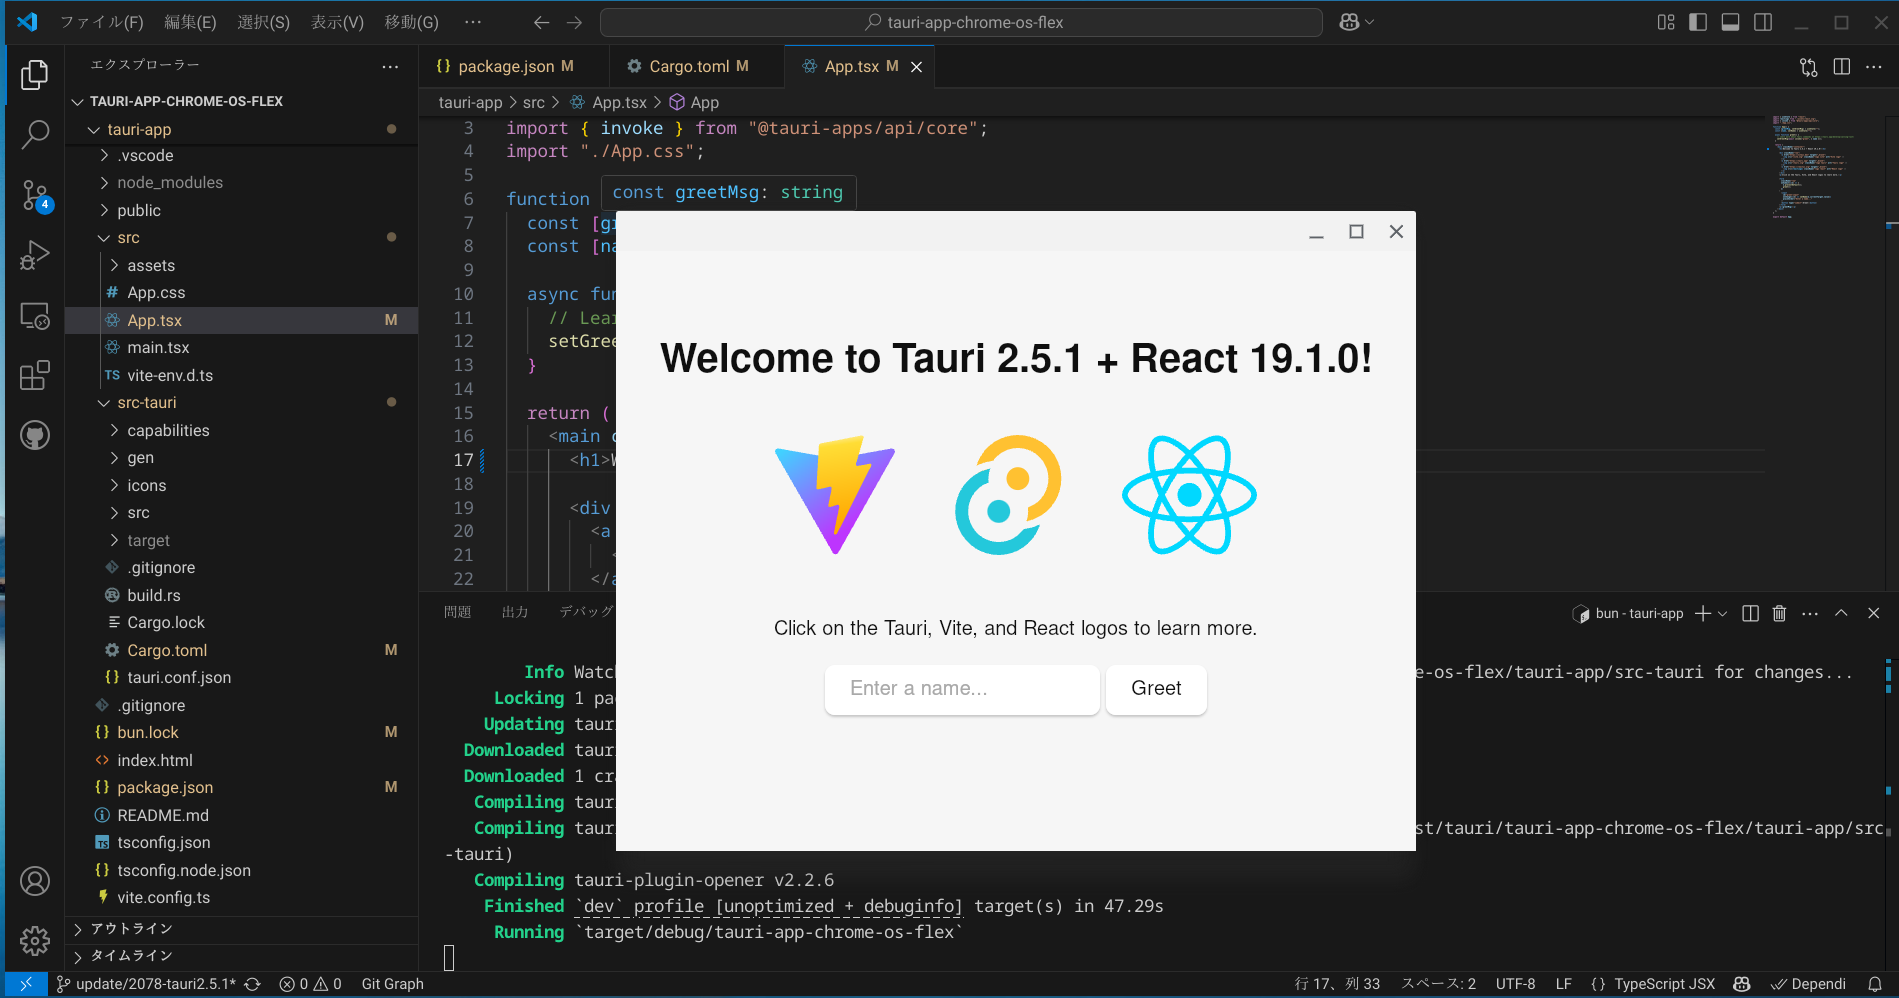 ファイル(F) 編集(E) 選択(S) 表示(V) 移動(G) ··· tauri-app-chrome-os-flex
エクスプローラー ···
TAURI-APP-CHROME-OS-FLEX
tauri-app
.vscode
node_modules
public
src
assets
App.css
App.tsx M
main.tsx
TS vite-env.d.ts
src-tauri
capabilities
gen
icons
src
target
.gitignore
build.rs
Cargo.lock
Cargo.toml M
tauri.conf.json
.gitignore
bun.lock M
index.html
package.json M
README.md
tsconfig.json
tsconfig.node.json
vite.config.ts
アウトライン
タイムライン
4
package.json M Cargo.toml M App.tsx M
tauri-app > src > App.tsx > App
3 import { invoke } from "@tauri-apps/api/core";
4 import "./App.css";
5
const greetMsg: string
6 function
7 const [gr
8 const [na
9
10 async fun
11 // Lear
12 setGree
13 }
14
15 return (
16 <main c
17 <h1>W
18
19 <div
20 <a
21 <
22 </a
Welcome to Tauri 2.5.1 + React 19.1.0!
Click on the Tauri, Vite, and React logos to learn more.
Enter a name... Greet
問題 出力 デバッグ bun - tauri-app
Info Watch e-os-flex/tauri-app/src-tauri for changes...
Locking 1 pa
Updating taur
Downloaded taur
Downloaded 1 cra
Compiling taur
Compiling taur st/tauri/tauri-app-chrome-os-flex/tauri-app/src
-tauri)
Compiling tauri-plugin-opener v2.2.6
Finished `dev` profile [unoptimized + debuginfo] target(s) in 47.29s
Running `target/debug/tauri-app-chrome-os-flex`
update/2078-tauri2.5.1* 0 0 Git Graph 行 17、列 33 スペース: 2 UTF-8 LF {} TypeScript JSX Dependi